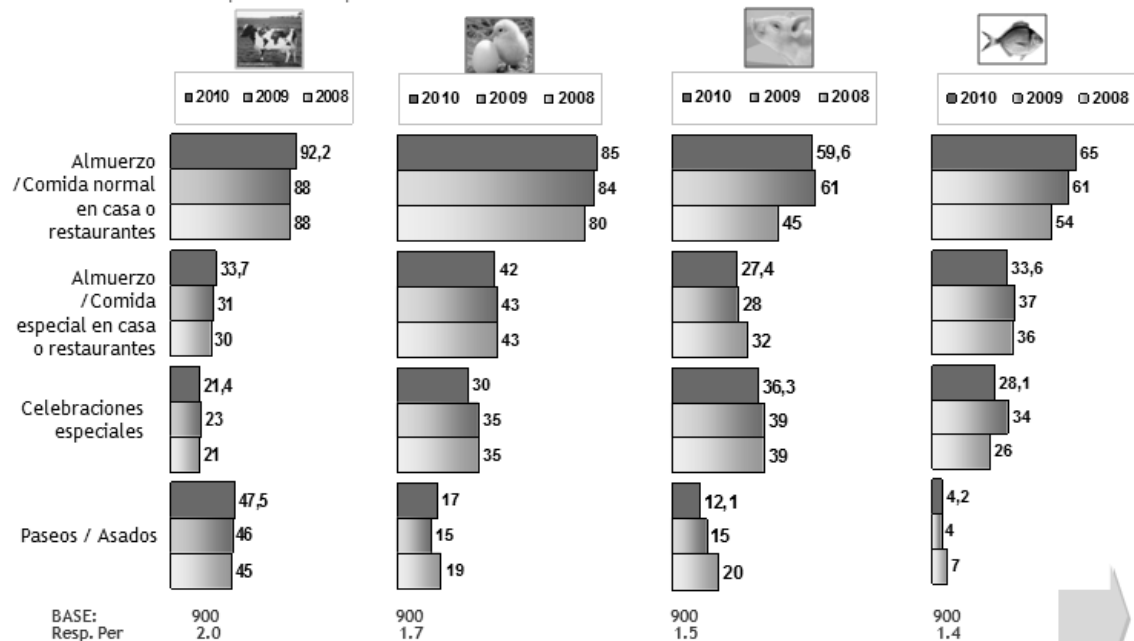 ■2010 ■2009 □2008
■2010 ■2009 □2008
■2010 ■2009 ■2008
2010 2009 2008
Almuerzo
/Comida normal
en casa o
restaurantes
92,2
88
88
85
84
80
59,6
61
45
65
61
54
Almuerzo
/Comida
especial en casa
o restaurantes
33,7
31
30
42
43
43
27,4
28
32
33,6
37
36
Celebraciones
especiales
21,4
23
21
30
35
35
36,3
39
39
28,1
34
26
Paseos / Asados
47,5
46
45
17
15
19
12,1
15
20
4,2
4
7
BASE: 900 900 900 900
Resp. Per 2.0 1.7 1.5 1.4